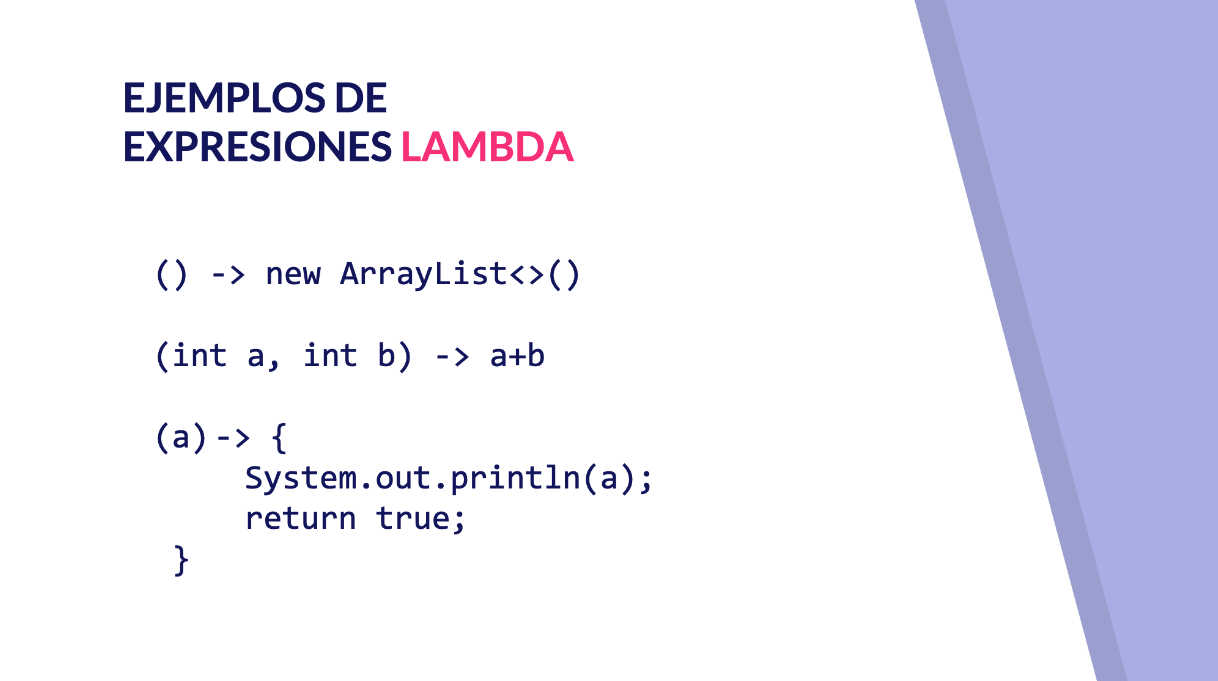 EJEMPLOS DE
EXPRESIONES LAMBDA
() -> new ArrayList<>()
(int a, int b) -> a+b
(a) -> {
System.out.println(a);
return true;
}